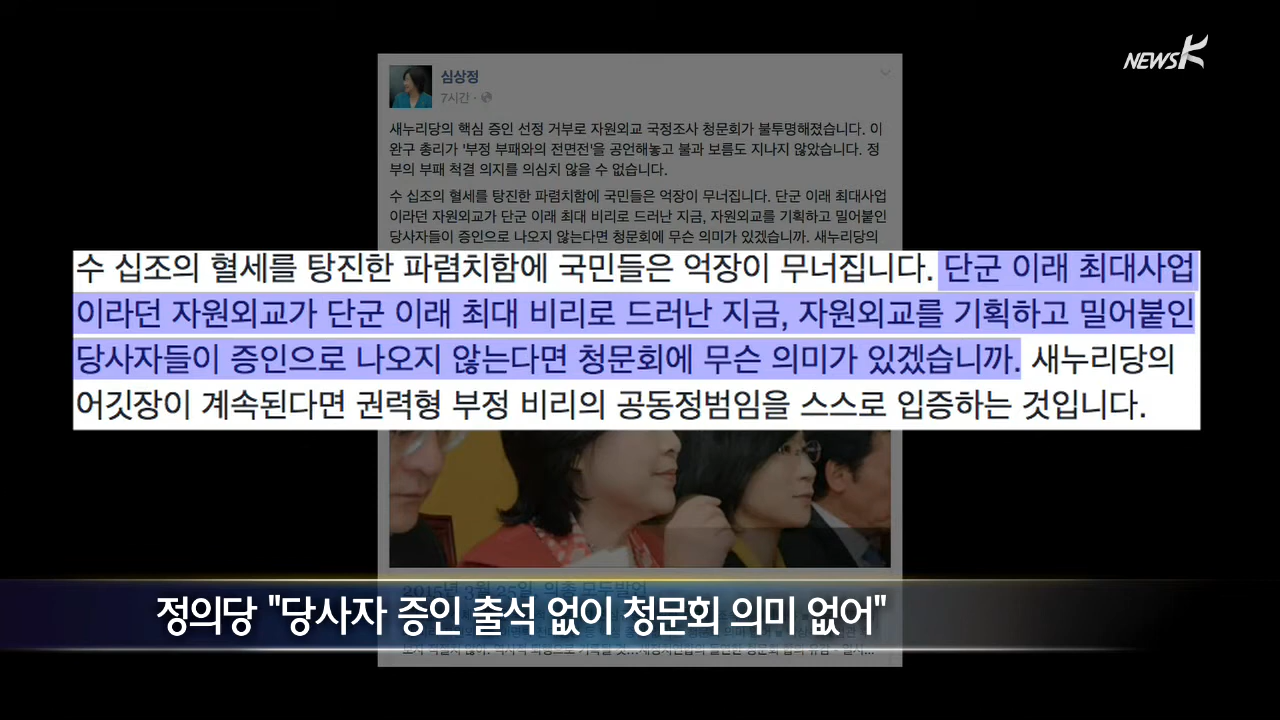 NEWS K
심상정
7시간 ·
새누리당의 핵심 증인 선정 거부로 자원외교 국정조사 청문회가 불투명해졌습니다. 이
완구 총리가 '부정 부패와의 전면전'을 공언해놓고 불과 보름도 지나지 않았습니다. 정
부의 부패 척결 의지를 의심치 않을 수 없습니다.
수 십조의 혈세를 탕진한 파렴치함에 국민들은 억장이 무너집니다. 단군 이래 최대사업
이라던 자원외교가 단군 이래 최대 비리로 드러난 지금, 자원외교를 기획하고 밀어붙인
당사자들이 증인으로 나오지 않는다면 청문회에 무슨 의미가 있겠습니까. 새누리당의
수 십조의 혈세를 탕진한 파렴치함에 국민들은 억장이 무너집니다. 단군 이래 최대사업
이라던 자원외교가 단군 이래 최대 비리로 드러난 지금, 자원외교를 기획하고 밀어붙인
당사자들이 증인으로 나오지 않는다면 청문회에 무슨 의미가 있겠습니까. 새누리당의
어깃장이 계속된다면 권력형 부정 비리의 공동정범임을 스스로 입증하는 것입니다.
2015년 3월 25일, 의총 모두발언
정의당 "당사자 증인 출석 없이 청문회 의미 없어"